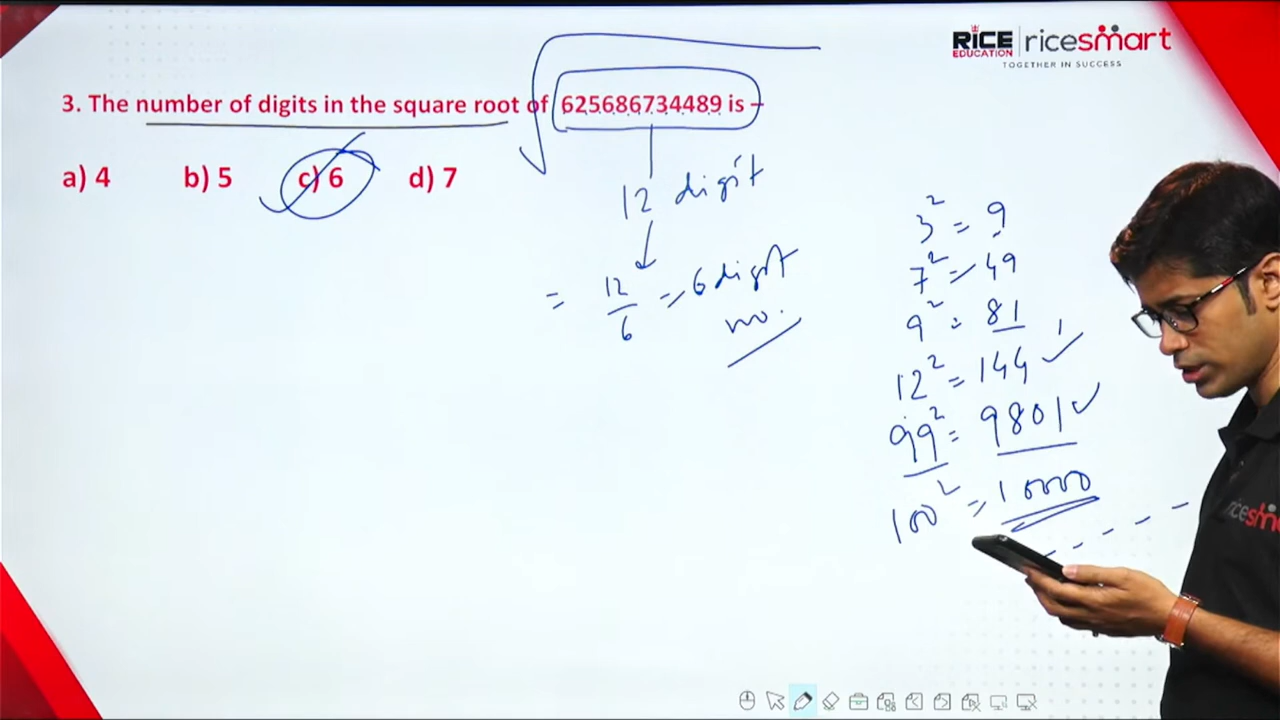 RICE EDUCATION | ricesmart
TOGETHER IN SUCCESS
3. The number of digits in the square root of 625686734489 is –
a) 4 b) 5 c) 6 d) 7
12 digit
= 12/6 = 6 digit
no.
3² = 9
7² = 49
9² = 81
12² = 144
99² = 9801
100² = 10000
ricesm